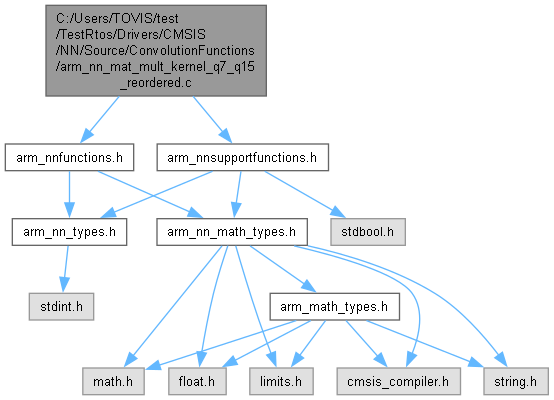 C:/Users/TOVIS/test
/TestRtos/Drivers/CMSIS
/NN/Source/ConvolutionFunctions
/arm_nn_mat_mult_kernel_q7_q15
_reordered.c
arm_nnfunctions.h
arm_nnsupportfunctions.h
arm_nn_types.h
arm_nn_math_types.h
stdbool.h
stdint.h
arm_math_types.h
math.h
float.h
limits.h
cmsis_compiler.h
string.h